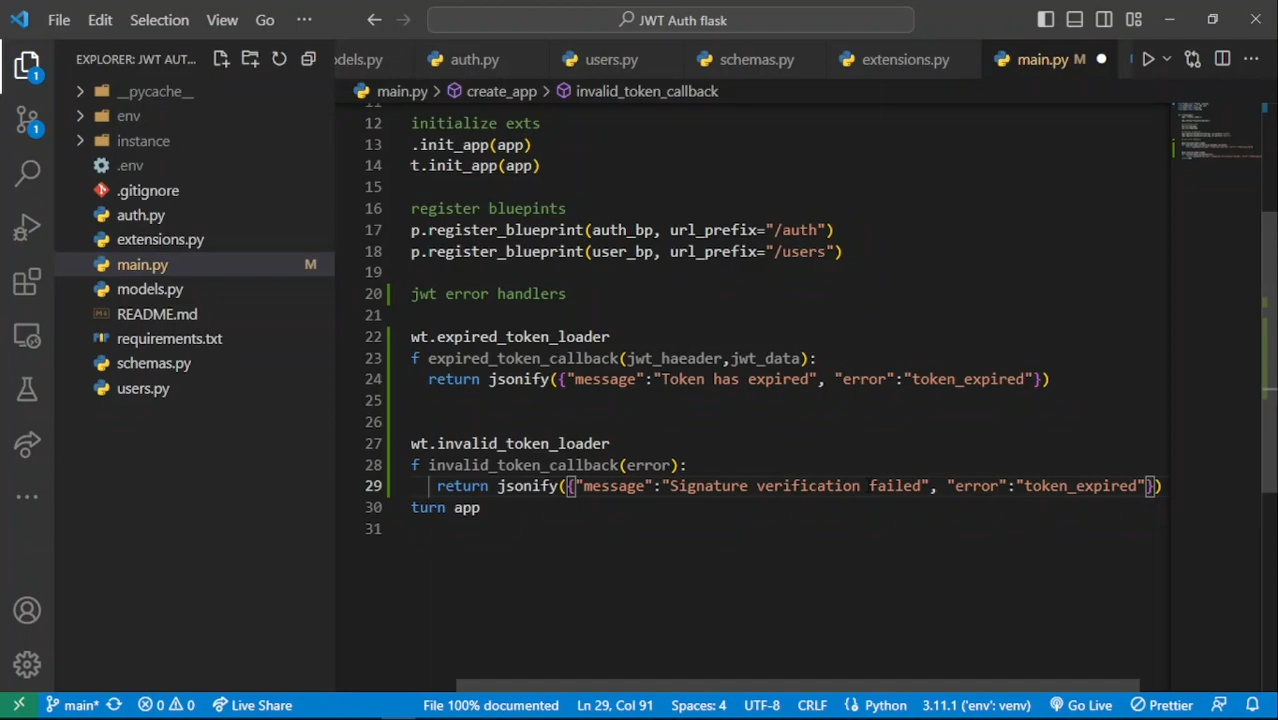 File Edit Selection View Go ··· JWT Auth flask
EXPLORER: JWT AUT...
dels.py auth.py users.py schemas.py extensions.py main.py M
main.py > create_app > invalid_token_callback
__pycache__
env
instance
.env
.gitignore
auth.py
extensions.py
main.py M
models.py
README.md
requirements.txt
schemas.py
users.py
1
1
11
12 initialize exts
13 .init_app(app)
14 t.init_app(app)
15
16 register bluepints
17 p.register_blueprint(auth_bp, url_prefix="/auth")
18 p.register_blueprint(user_bp, url_prefix="/users")
19
20 jwt error handlers
21
22 wt.expired_token_loader
23 f expired_token_callback(jwt_haeader,jwt_data):
24 return jsonify({"message":"Token has expired", "error":"token_expired"})
25
26
27 wt.invalid_token_loader
28 f invalid_token_callback(error):
29 return jsonify({"message":"Signature verification failed", "error":"token_expired"})
30 turn app
31
main* 0 0 Live Share File 100% documented Ln 29, Col 91 Spaces: 4 UTF-8 CRLF Python 3.11.1 ('env': venv) Go Live Prettier